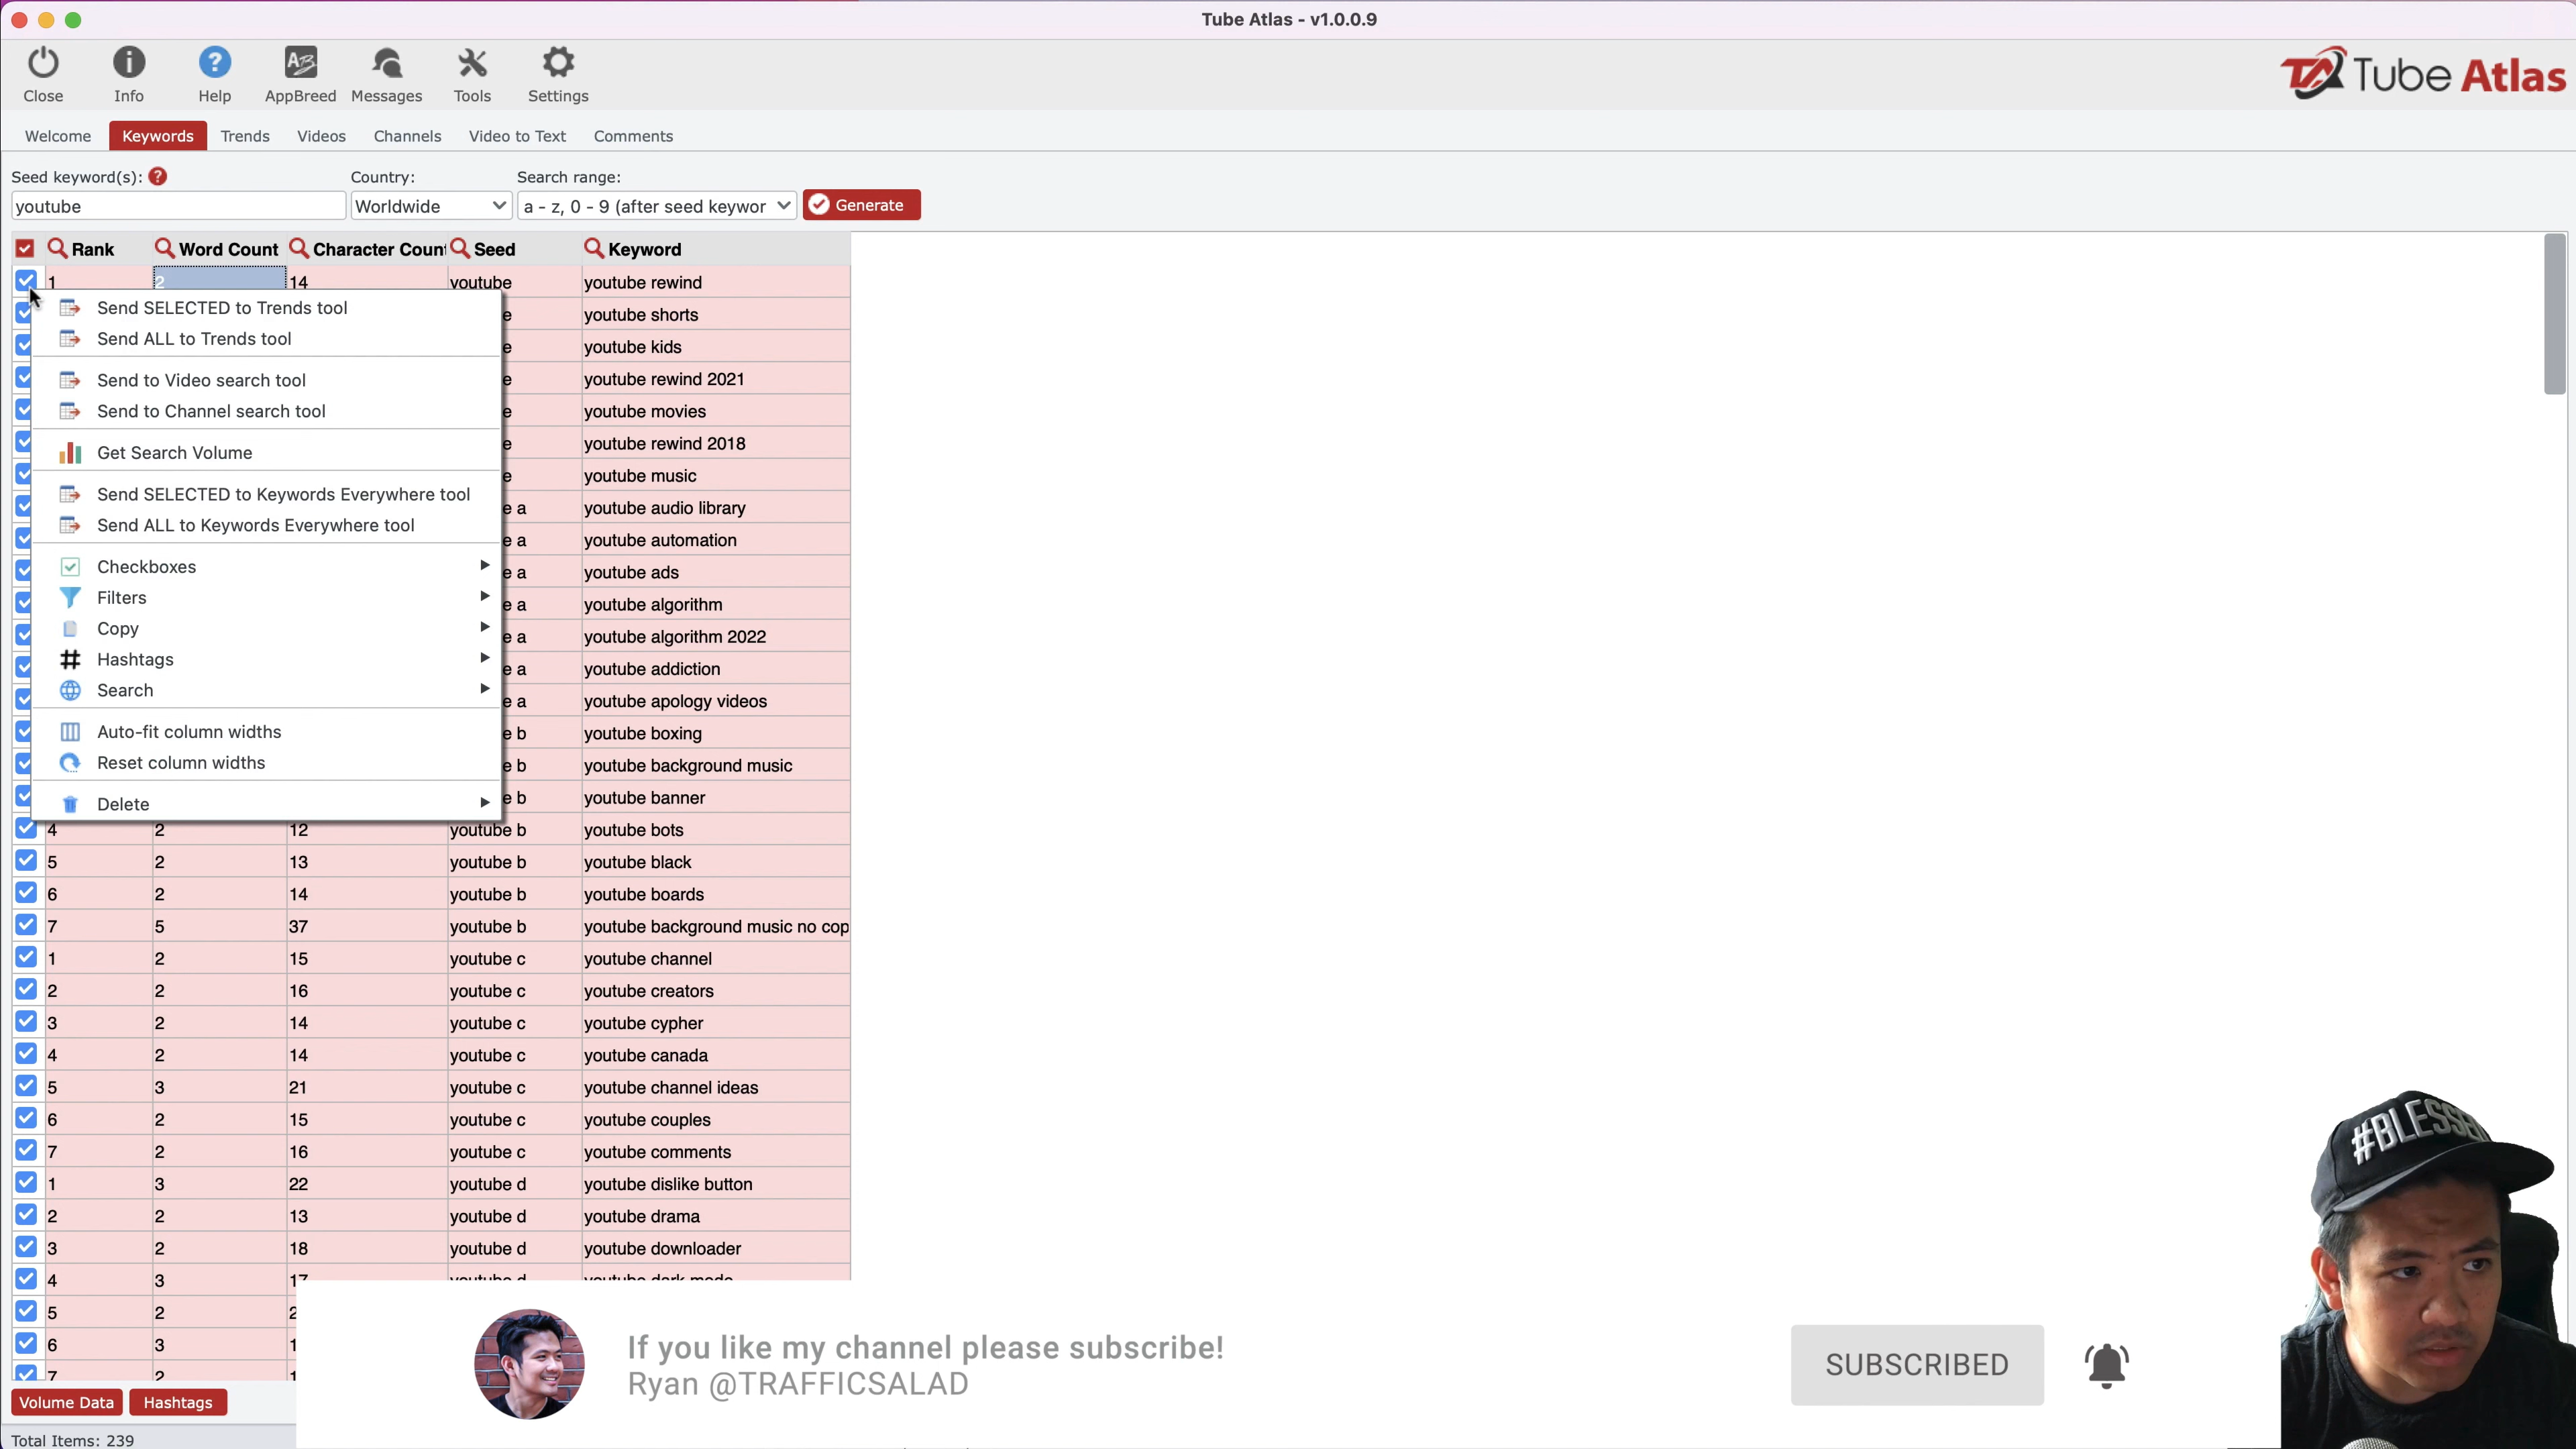 Tube Atlas - v1.0.0.9
Close Info Help AppBreed Messages Tools Settings
Tube Atlas
Welcome Keywords Trends Videos Channels Video to Text Comments
Seed keyword(s): Country: Search range:
youtube Worldwide a - z, 0 - 9 (after seed keywor Generate
Rank Word Count Character Count Seed Keyword
1 2 14 youtube youtube rewind
Send SELECTED to Trends tool
e youtube shorts
Send ALL to Trends tool
e youtube kids
Send to Video search tool
e youtube rewind 2021
Send to Channel search tool
e youtube movies
Get Search Volume
e youtube rewind 2018
e youtube music
Send SELECTED to Keywords Everywhere tool
e a youtube audio library
Send ALL to Keywords Everywhere tool
e a youtube automation
Checkboxes
e a youtube ads
Filters
e a youtube algorithm
Copy
e a youtube algorithm 2022
Hashtags
e a youtube addiction
Search
e a youtube apology videos
Auto-fit column widths
e b youtube boxing
Reset column widths
e b youtube background music
Delete
e b youtube banner
4 2 12 youtube b youtube bots
5 2 13 youtube b youtube black
6 2 14 youtube b youtube boards
7 5 37 youtube b youtube background music no cop
1 2 15 youtube c youtube channel
2 2 16 youtube c youtube creators
3 2 14 youtube c youtube cypher
4 2 14 youtube c youtube canada
5 3 21 youtube c youtube channel ideas
6 2 15 youtube c youtube couples
7 2 16 youtube c youtube comments
1 3 22 youtube d youtube dislike button
2 2 13 youtube d youtube drama
3 2 18 youtube d youtube downloader
4 3 17 youtube d youtube dark mode
5 2 2
6 3 1
7 2 1
If you like my channel please subscribe!
Ryan @TRAFFICSALAD
SUBSCRIBED
Volume Data Hashtags
Total Items: 239
#BLESSE